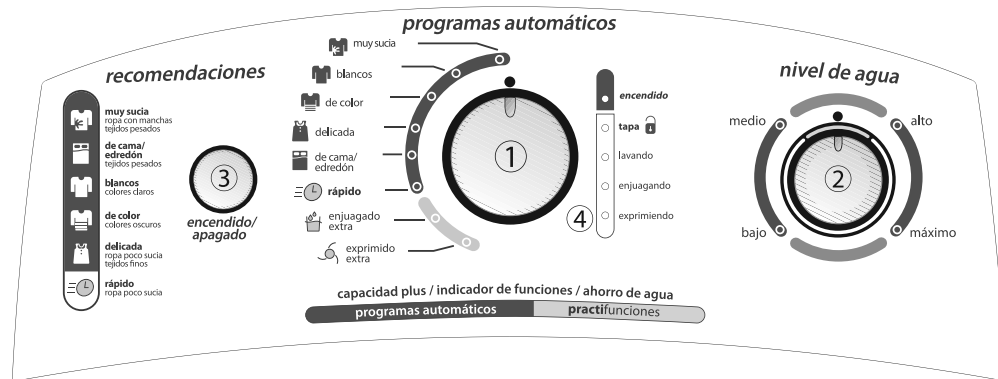 recomendaciones
muy sucia
ropa con manchas
tejidos pesados
de cama/
edredón
tejidos pesados
blancos
colores claros
de color
colores oscuros
delicada
ropa poco sucia
tejidos finos
rápido
ropa poco sucia
3
encendido/
apagado
programas automáticos
muy sucia
blancos
de color
delicada
de cama/
edredón
rápido
enjuagado
extra
exprimido
extra
1
4
encendido
tapa
lavando
enjuagando
exprimiendo
capacidad plus / indicador de funciones / ahorro de agua
programas automáticos
practifunciones
nivel de agua
medio
alto
2
bajo
máximo